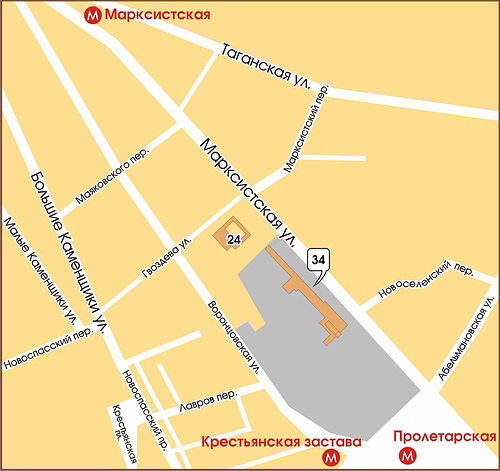 М Марксистская
Таганская ул.
Марксистский пер.
Маяковского пер.
Марксистская ул.
Большие Каменщики ул.
Малые Каменщики ул.
24
34
Гвоздева ул.
Новоселенский пер.
Абельмановская ул.
Воронцовская ул.
Новоспасский пер.
Новоспасский пр.
Лавров пер.
Крестьянская пл.
Крестьянская застава
М
Пролетарская
М